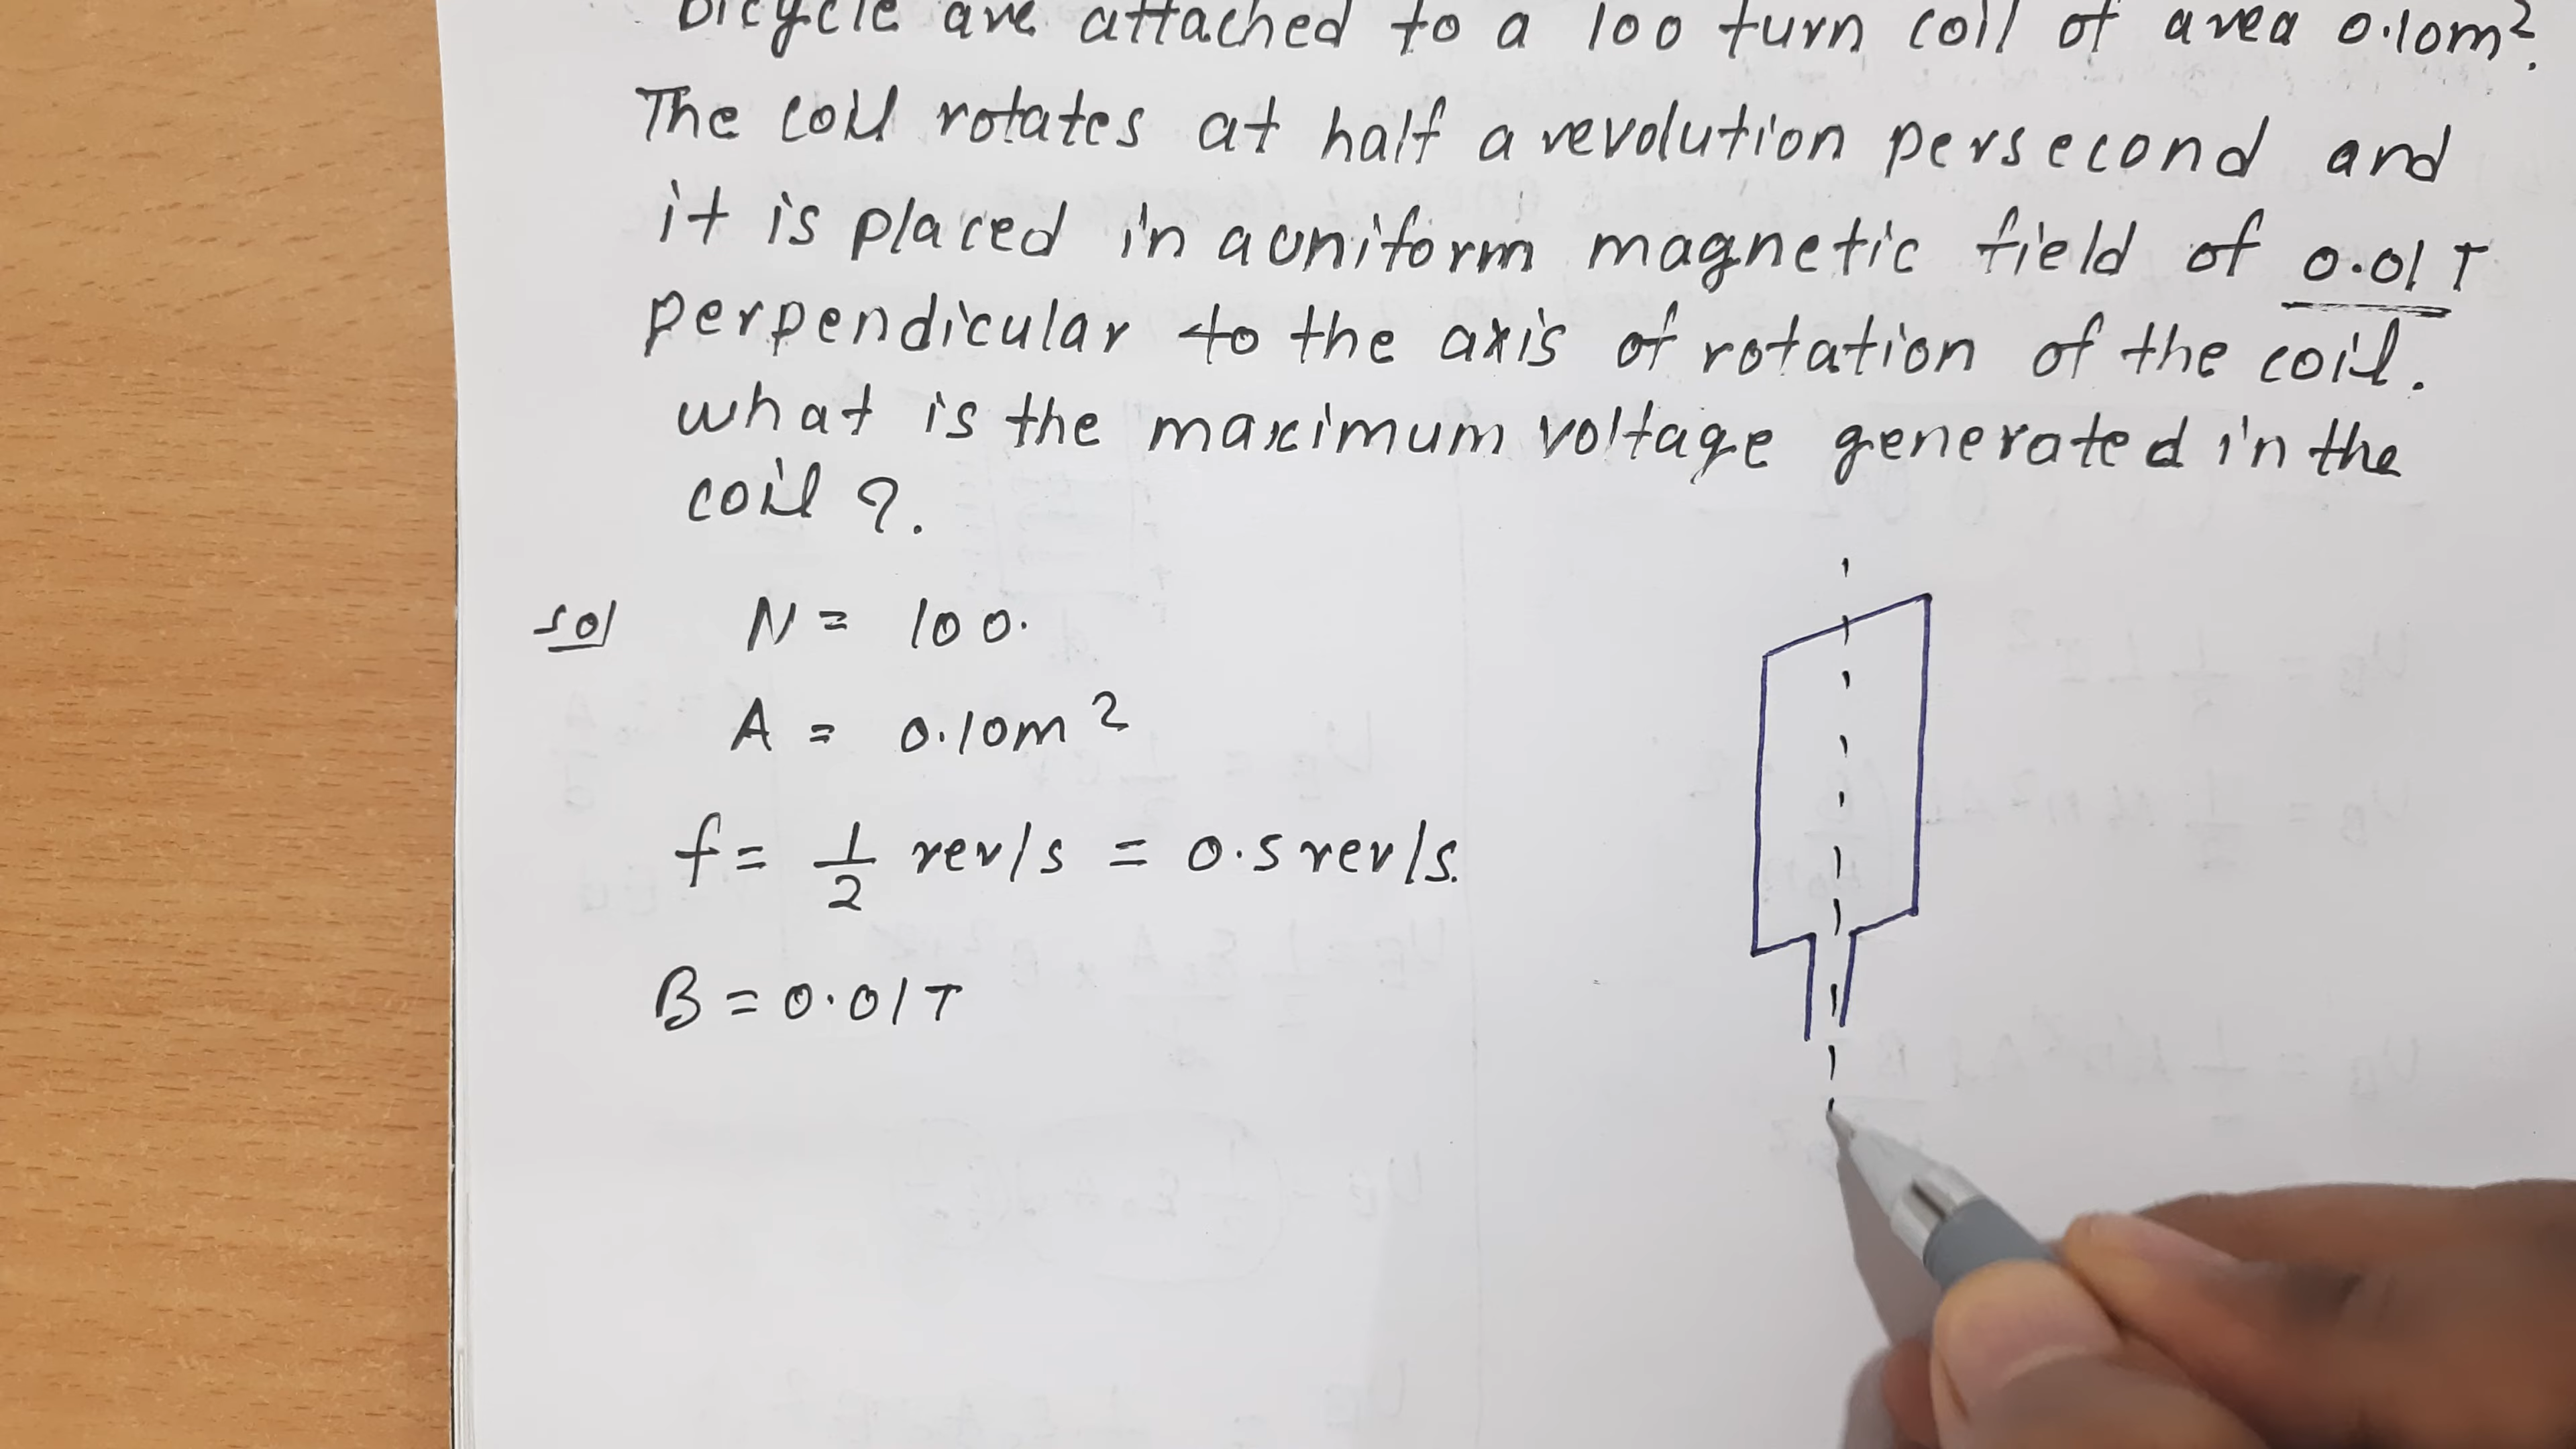 bicycle are attached to a 100 turn coil of area 0.10m².
The coil rotates at half a revolution persecond and
it is placed in a uniform magnetic field of 0.01 T
perpendicular to the axis of rotation of the coil.
what is the maximum voltage generated in the
coil ?.
sol N = 100.
A = 0.10m²
f = 1/2 rev/s = 0.5 rev/s.
B = 0.01T